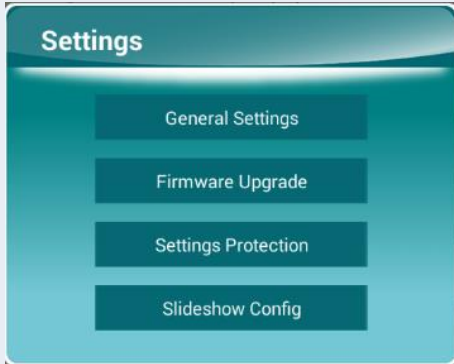 Settings
General Settings
Firmware Upgrade
Settings Protection
Slideshow Config